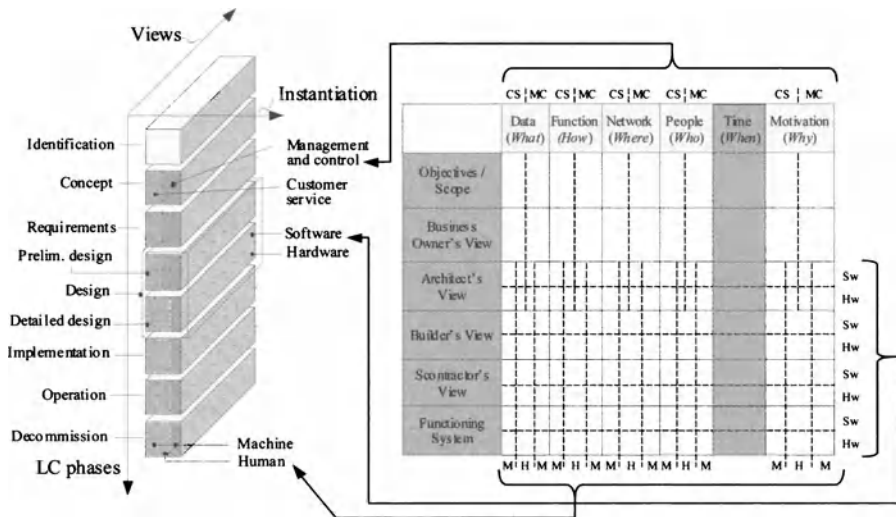 Views
Instantiation
Identification
Management
and control
Concept
Customer
service
Requirements
Software
Prelim. design
Hardware
Design
Detailed design
Implementation
Operation
Decommission
Machine
Human
LC phases
CS MC CS MC CS MC CS MC CS MC
Data Function Network People Time Motivation
(What) (How) (Where) (Who) (When) (Why)
Objectives /
Scope
Business
Owner's View
Architect's
View
Sw
Hw
Builder's View
Sw
Hw
Scontractor's
View
Sw
Hw
Functioning
System
Sw
Hw
M H M M H M M H M M H M M H M